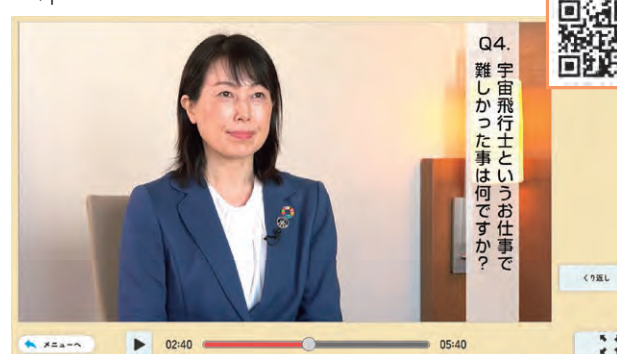 Q4.
宇宙飛行士というお仕事で
難しかった事は何ですか？
くり返し
メニューへ
02:40
05:40